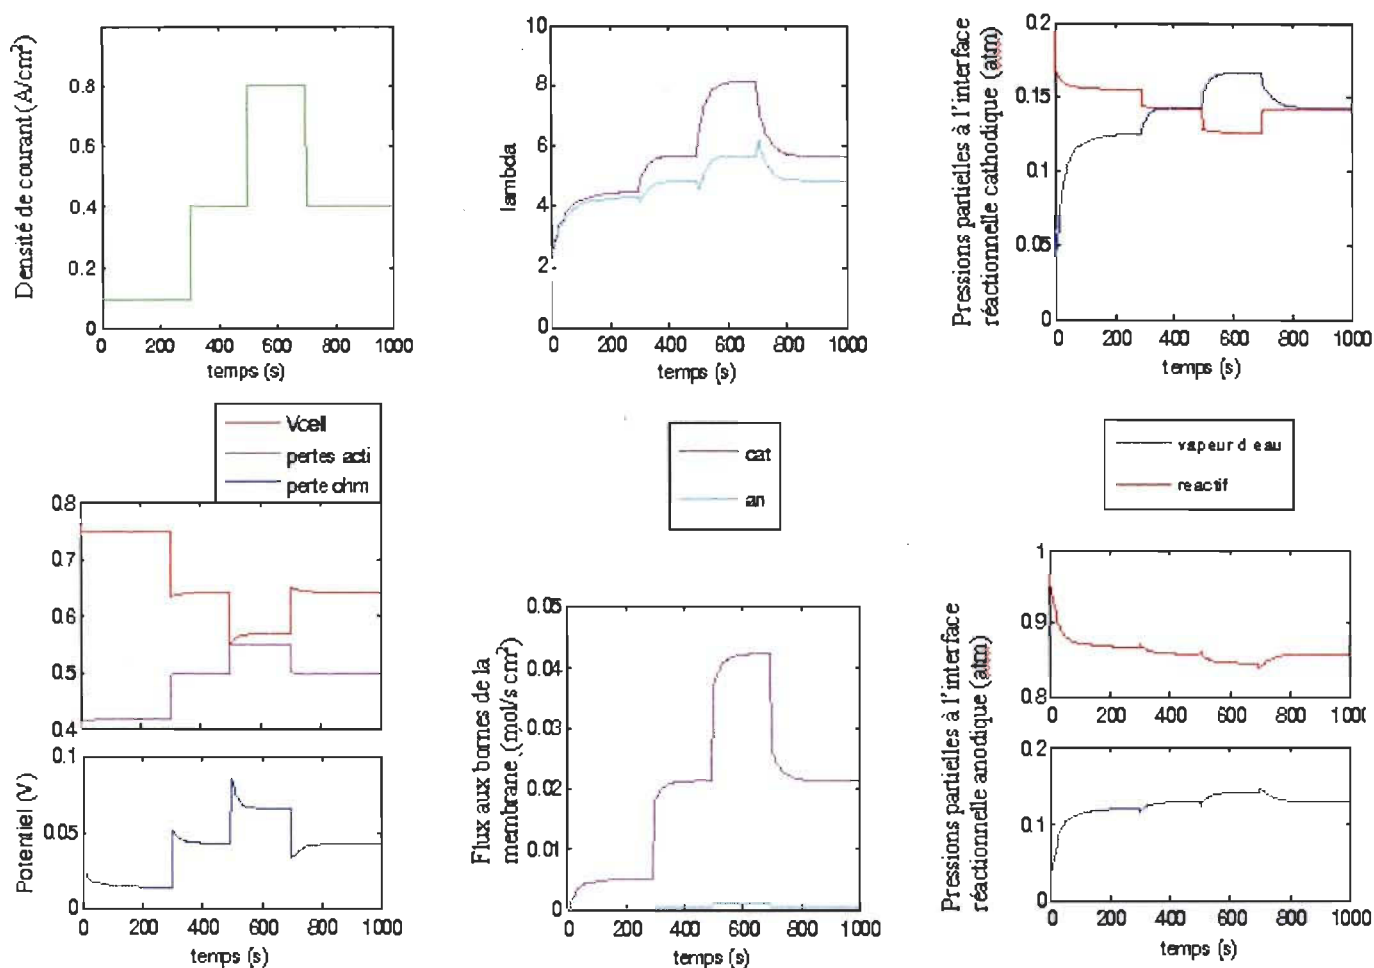 Densité de courant (A/cm²)
0.8
0.6
0.4
0.2
0
0 200 400 600 800 1000
temps (s)
lambda
10
8
6
4
2
0
0 200 400 600 800 1000
temps (s)
Pressions partielles à l'interface
réactionnelle cathodique (atm)
0.2
0.15
0.1
0.05
0
0 200 400 600 800 1000
temps (s)
Vcell
pertes acti
perte ohm
cat
an
vapeur d eau
reactif
0.8
0.7
0.6
0.5
0.4
0 200 400 600 800 1000
Potentiel (V)
0.1
0.05
0
0 200 400 600 800 1000
temps (s)
Flux aux bornes de la
membrane (mol/s cm²)
0.05
0.04
0.03
0.02
0.01
0
0 200 400 600 800 1000
temps (s)
Pressions partielles à l'interface
réactionnelle anodique (atm)
1
0.9
0.8
0 200 400 600 800 1000
0.2
0.1
0
0 200 400 600 800 1000
temps (s)